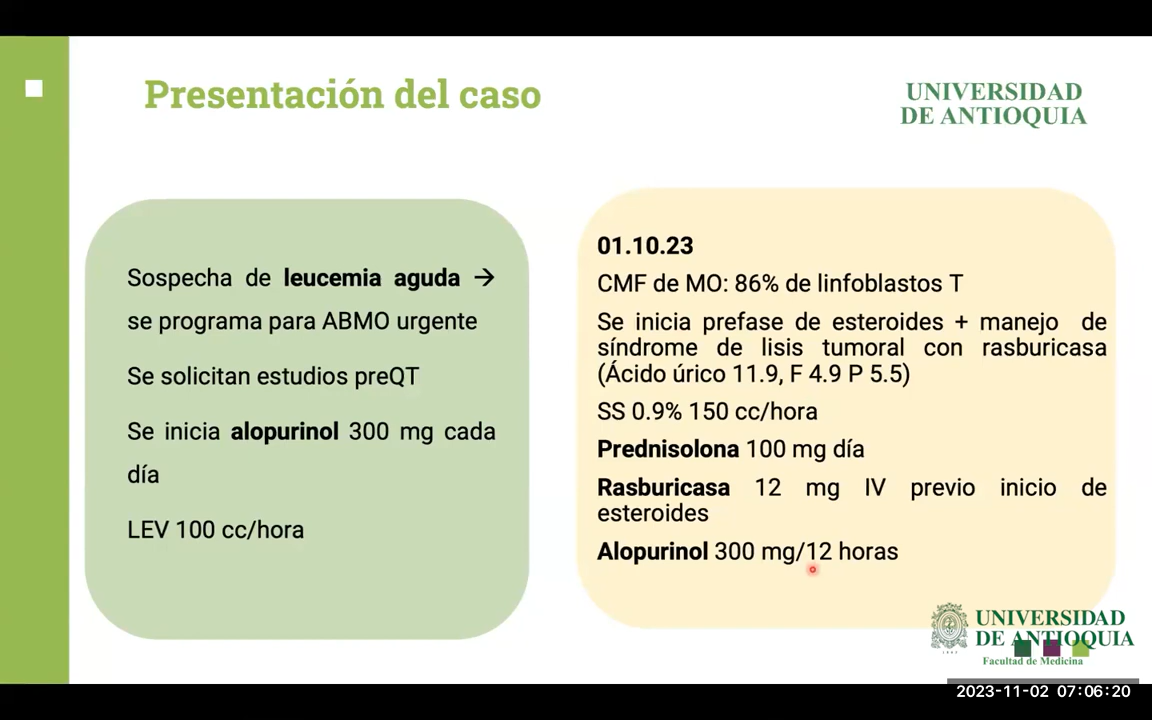 Presentación del caso
UNIVERSIDAD
DE ANTIOQUIA
Sospecha de leucemia aguda →
se programa para ABMO urgente
Se solicitan estudios preQT
Se inicia alopurinol 300 mg cada
día
LEV 100 cc/hora
01.10.23
CMF de MO: 86% de linfoblastos T
Se inicia prefase de esteroides + manejo de
síndrome de lisis tumoral con rasburicasa
(Ácido úrico 11.9, F 4.9 P 5.5)
SS 0.9% 150 cc/hora
Prednisolona 100 mg día
Rasburicasa 12 mg IV previo inicio de
esteroides
Alopurinol 300 mg/12 horas
UNIVERSIDAD
DE ANTIOQUIA
Facultad de Medicina
2023-11-02 07:06:20